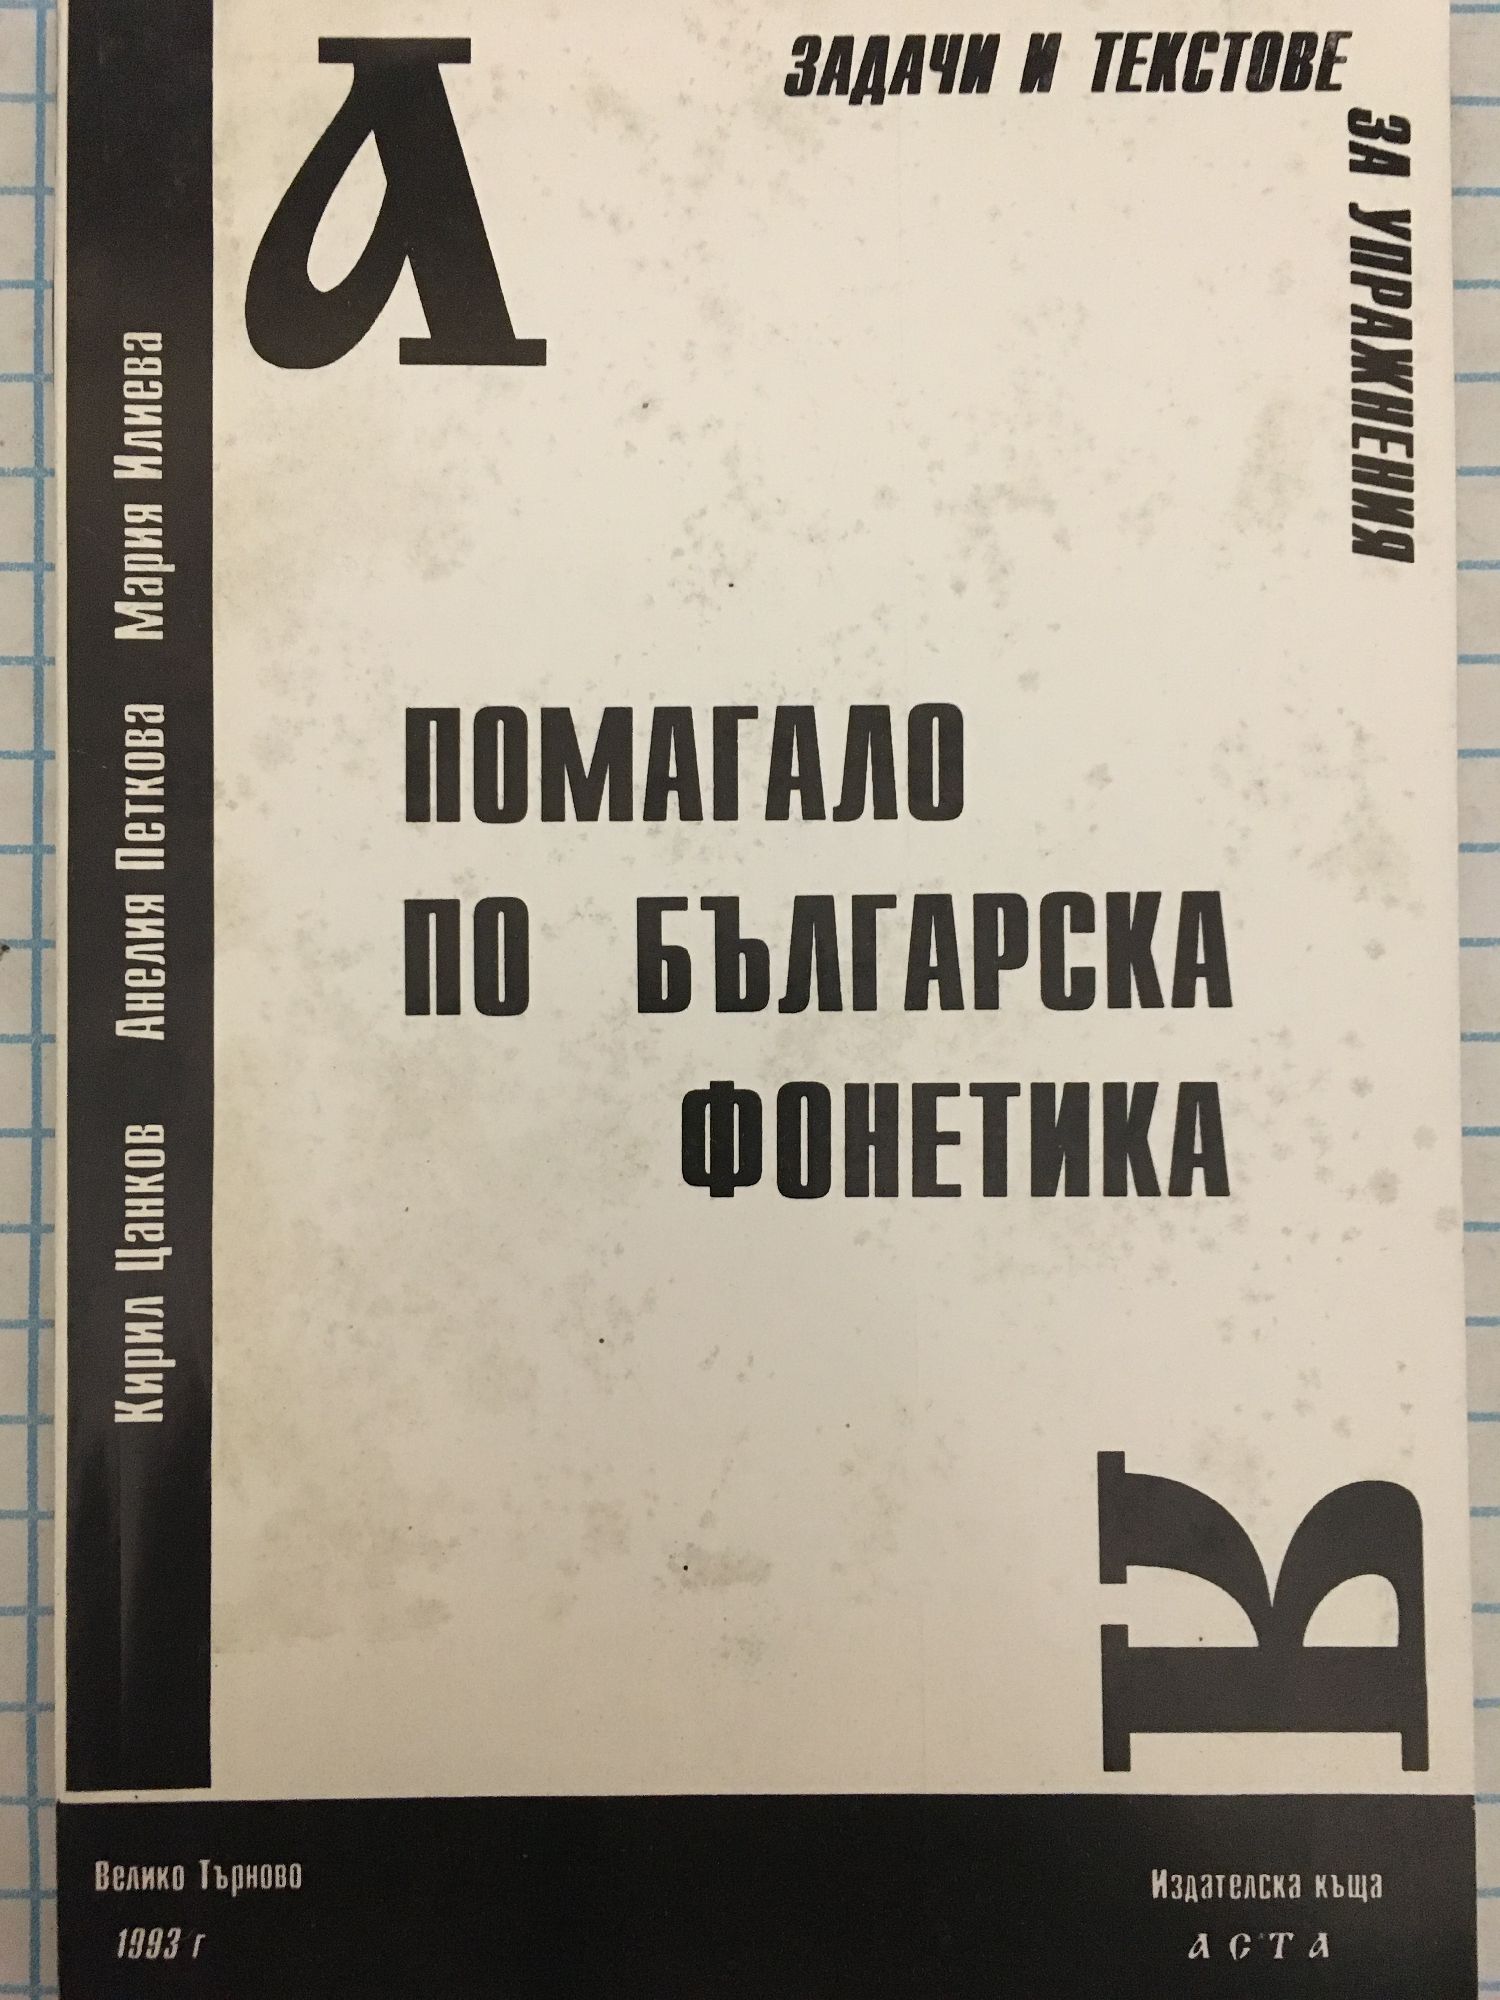 А
ЗАДАЧИ И ТЕКСТОВЕ
ЗА УПРАЖНЕНИЯ
Кирил Цанков Анелия Петкова Мария Илиева
ПОМАГАЛО
ПО БЪЛГАРСКА
ФОНЕТИКА
К
Велико Търново
1993 г
Издателска къща
АСТА